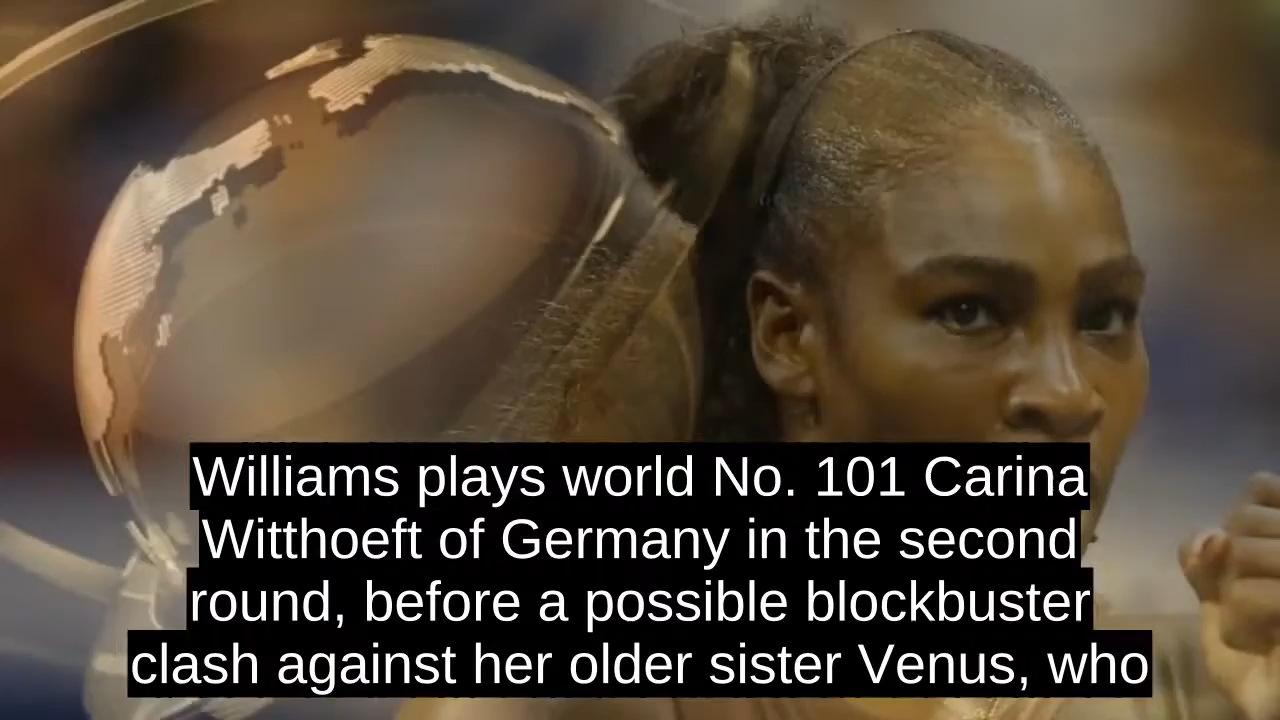 Williams plays world No. 101 Carina
Witthoeft of Germany in the second
round, before a possible blockbuster
clash against her older sister Venus, who